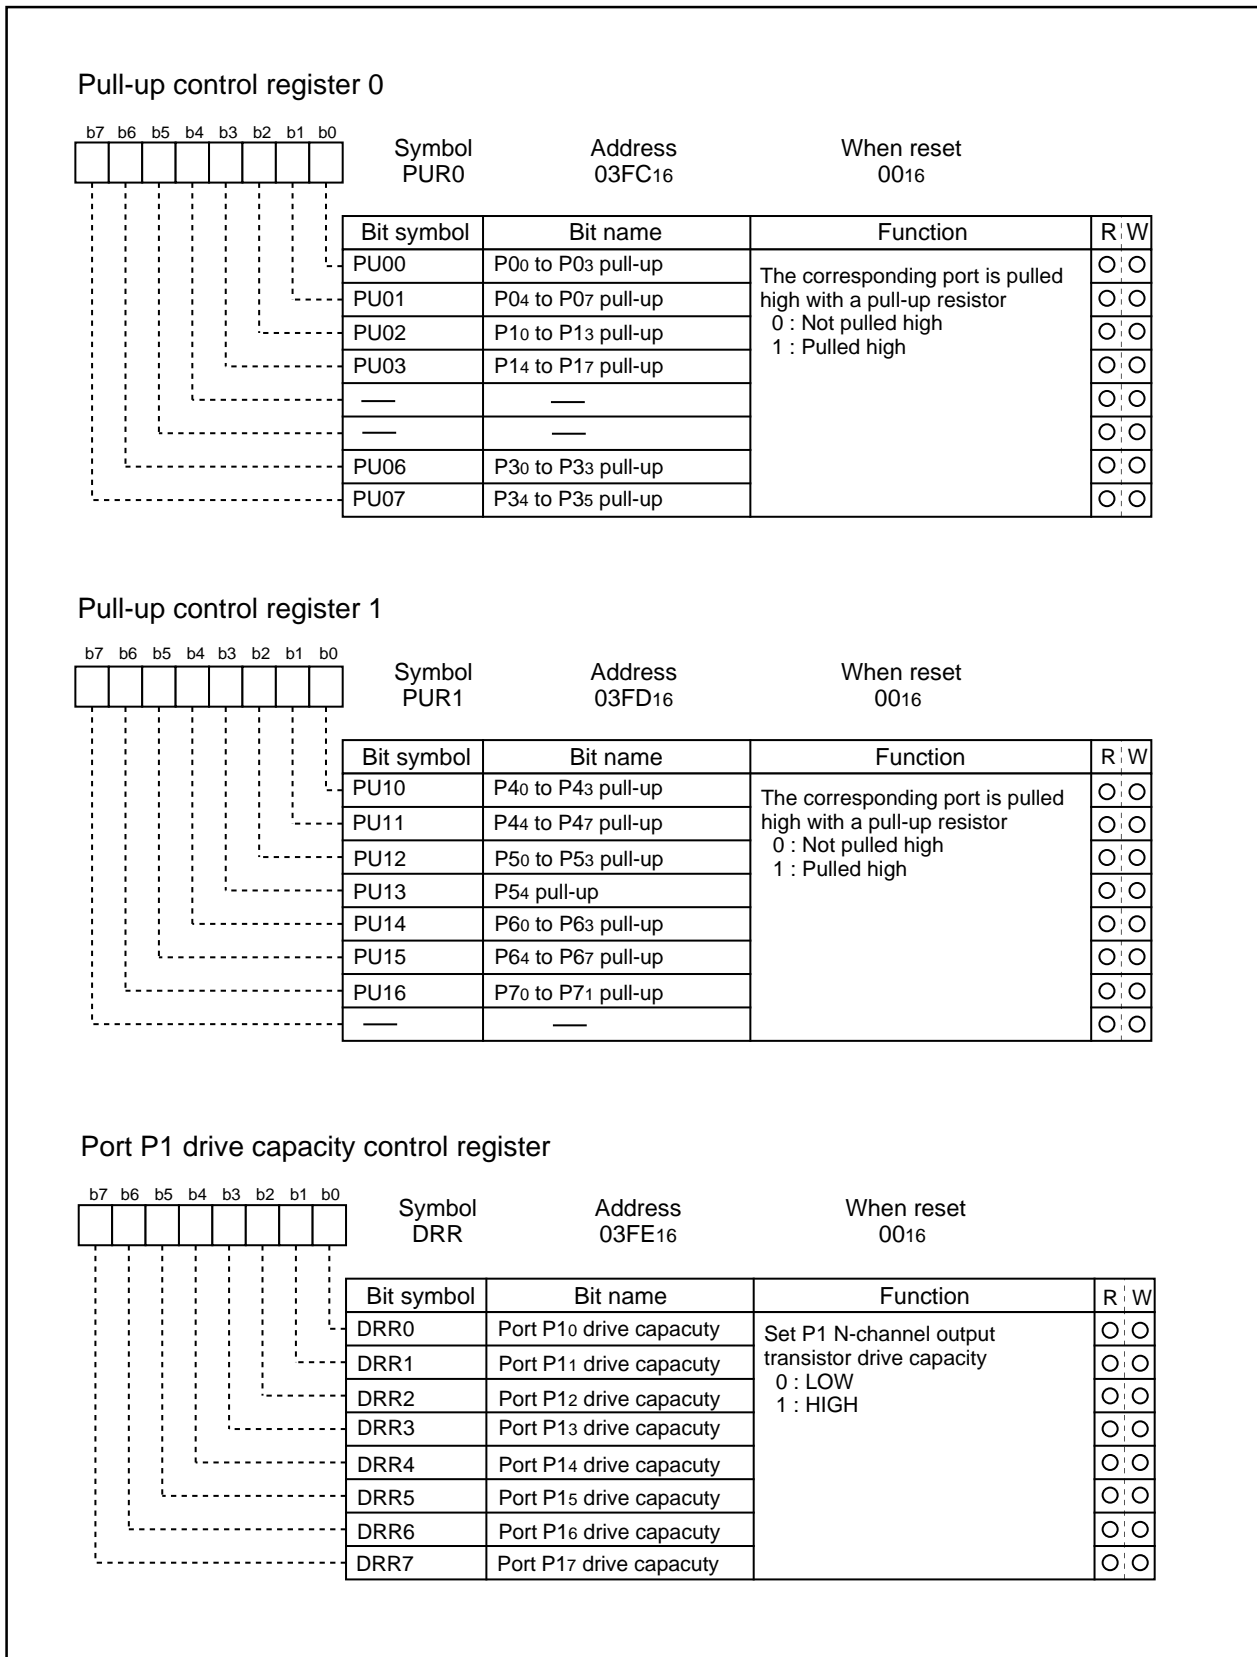 Pull-up control register 0
b7 b6 b5 b4 b3 b2 b1 b0
Symbol Address When reset
PUR0 03FC16 0016
Bit symbol Bit name Function R W
PU00 P00 to P03 pull-up
The corresponding port is pulled
high with a pull-up resistor
0 : Not pulled high
1 : Pulled high
PU01 P04 to P07 pull-up
PU02 P10 to P13 pull-up
PU03 P14 to P17 pull-up
— —
— —
PU06 P30 to P33 pull-up
PU07 P34 to P35 pull-up
Pull-up control register 1
b7 b6 b5 b4 b3 b2 b1 b0
Symbol Address When reset
PUR1 03FD16 0016
Bit symbol Bit name Function R W
PU10 P40 to P43 pull-up
The corresponding port is pulled
high with a pull-up resistor
0 : Not pulled high
1 : Pulled high
PU11 P44 to P47 pull-up
PU12 P50 to P53 pull-up
PU13 P54 pull-up
PU14 P60 to P63 pull-up
PU15 P64 to P67 pull-up
PU16 P70 to P71 pull-up
— —
Port P1 drive capacity control register
b7 b6 b5 b4 b3 b2 b1 b0
Symbol Address When reset
DRR 03FE16 0016
Bit symbol Bit name Function R W
DRR0 Port P10 drive capacuty
Set P1 N-channel output
transistor drive capacity
0 : LOW
1 : HIGH
DRR1 Port P11 drive capacuty
DRR2 Port P12 drive capacuty
DRR3 Port P13 drive capacuty
DRR4 Port P14 drive capacuty
DRR5 Port P15 drive capacuty
DRR6 Port P16 drive capacuty
DRR7 Port P17 drive capacuty